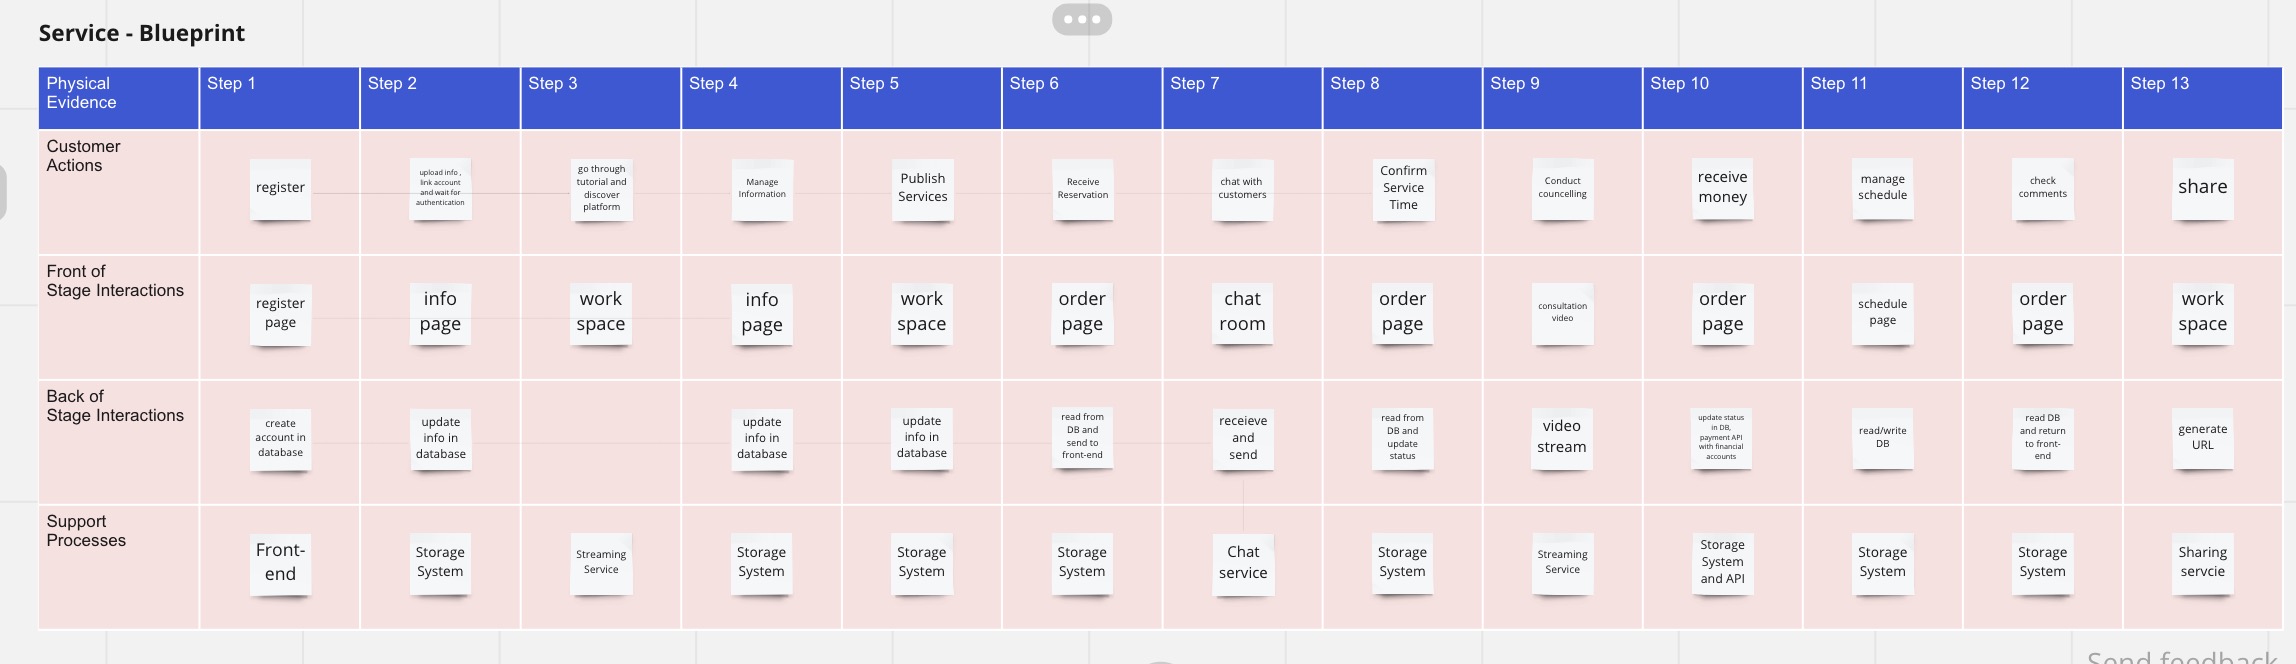 Service - Blueprint
Physical
Evidence
Step 1
Step 2
Step 3
Step 4
Step 5
Step 6
Step 7
Step 8
Step 9
Step 10
Step 11
Step 12
Step 13
Customer
Actions
register
upload info ,
link account
and wait for
authentication
go through
tutorial and
discover
platform
Manage
Information
Publish
Services
Receive
Reservation
chat with
customers
Confirm
Service
Time
Conduct
councelling
receive
money
manage
schedule
check
comments
share
Front of
Stage Interactions
register
page
info
page
work
space
info
page
work
space
order
page
chat
room
order
page
consultation
video
order
page
schedule
page
order
page
work
space
Back of
Stage Interactions
create
account in
database
update
info in
database
update
info in
database
update
info in
database
read from
DB and
send to
front-end
receieve
and
send
read from
DB and
update
status
video
stream
update status
in DB,
payment API
with financial
accounts
read/write
DB
read DB
and return
to front-
end
generate
URL
Support
Processes
Front-
end
Storage
System
Streaming
Service
Storage
System
Storage
System
Storage
System
Chat
service
Storage
System
Streaming
Service
Storage
System
and API
Storage
System
Storage
System
Sharing
servcie
Send feedback